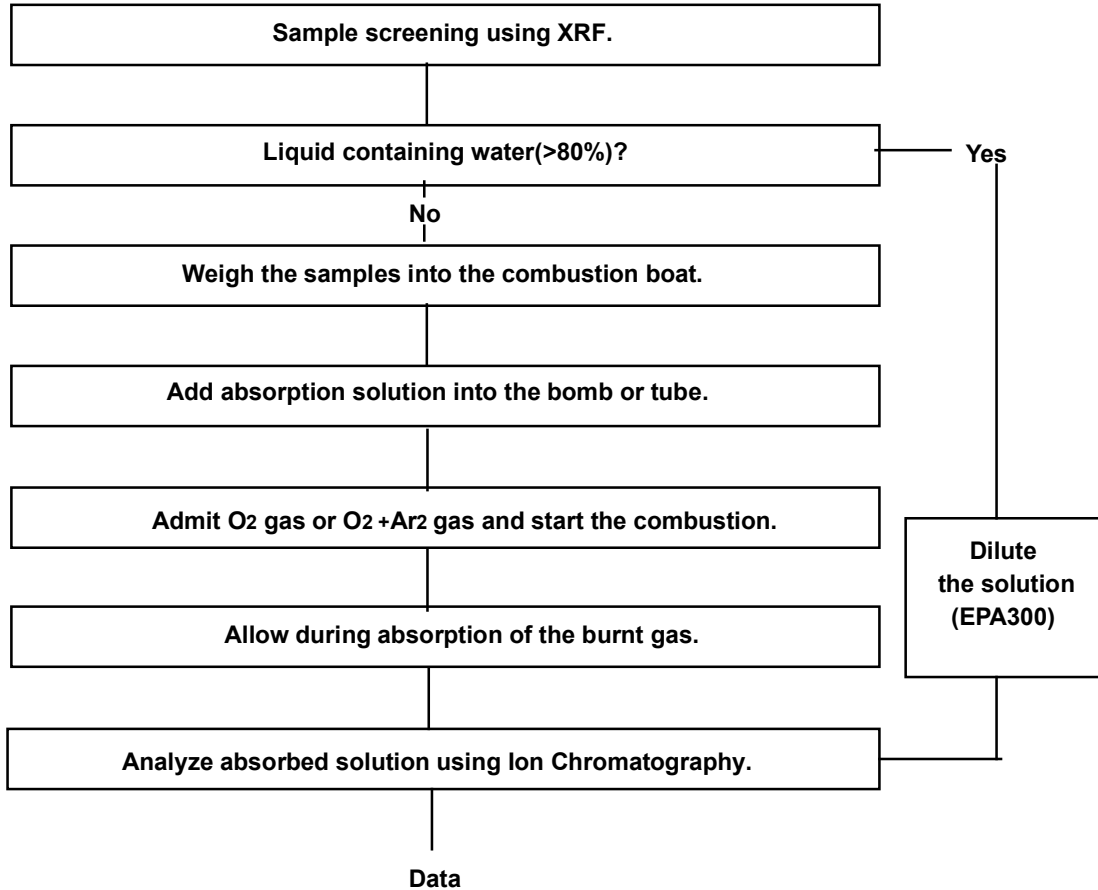 Sample screening using XRF.
Liquid containing water(>80%)?
Yes
No
Weigh the samples into the combustion boat.
Add absorption solution into the bomb or tube.
Admit O2 gas or O2 +Ar2 gas and start the combustion.
Dilute
the solution
(EPA300)
Allow during absorption of the burnt gas.
Analyze absorbed solution using Ion Chromatography.
Data